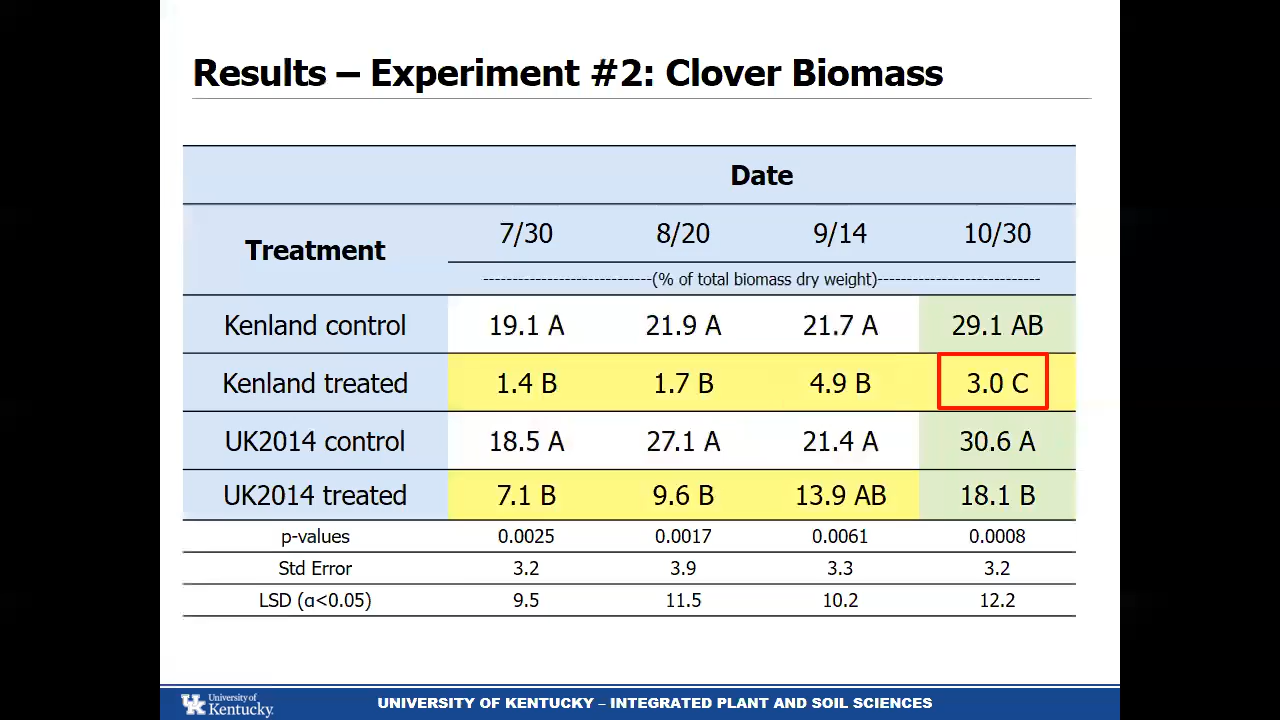 Results – Experiment #2: Clover Biomass
Date
Treatment
7/30 8/20 9/14 10/30
----------------------------(% of total biomass dry weight)---------------------------
Kenland control 19.1 A 21.9 A 21.7 A 29.1 AB
Kenland treated 1.4 B 1.7 B 4.9 B 3.0 C
UK2014 control 18.5 A 27.1 A 21.4 A 30.6 A
UK2014 treated 7.1 B 9.6 B 13.9 AB 18.1 B
p-values 0.0025 0.0017 0.0061 0.0008
Std Error 3.2 3.9 3.3 3.2
LSD (α<0.05) 9.5 11.5 10.2 12.2
UK University of
Kentucky.
UNIVERSITY OF KENTUCKY – INTEGRATED PLANT AND SOIL SCIENCES